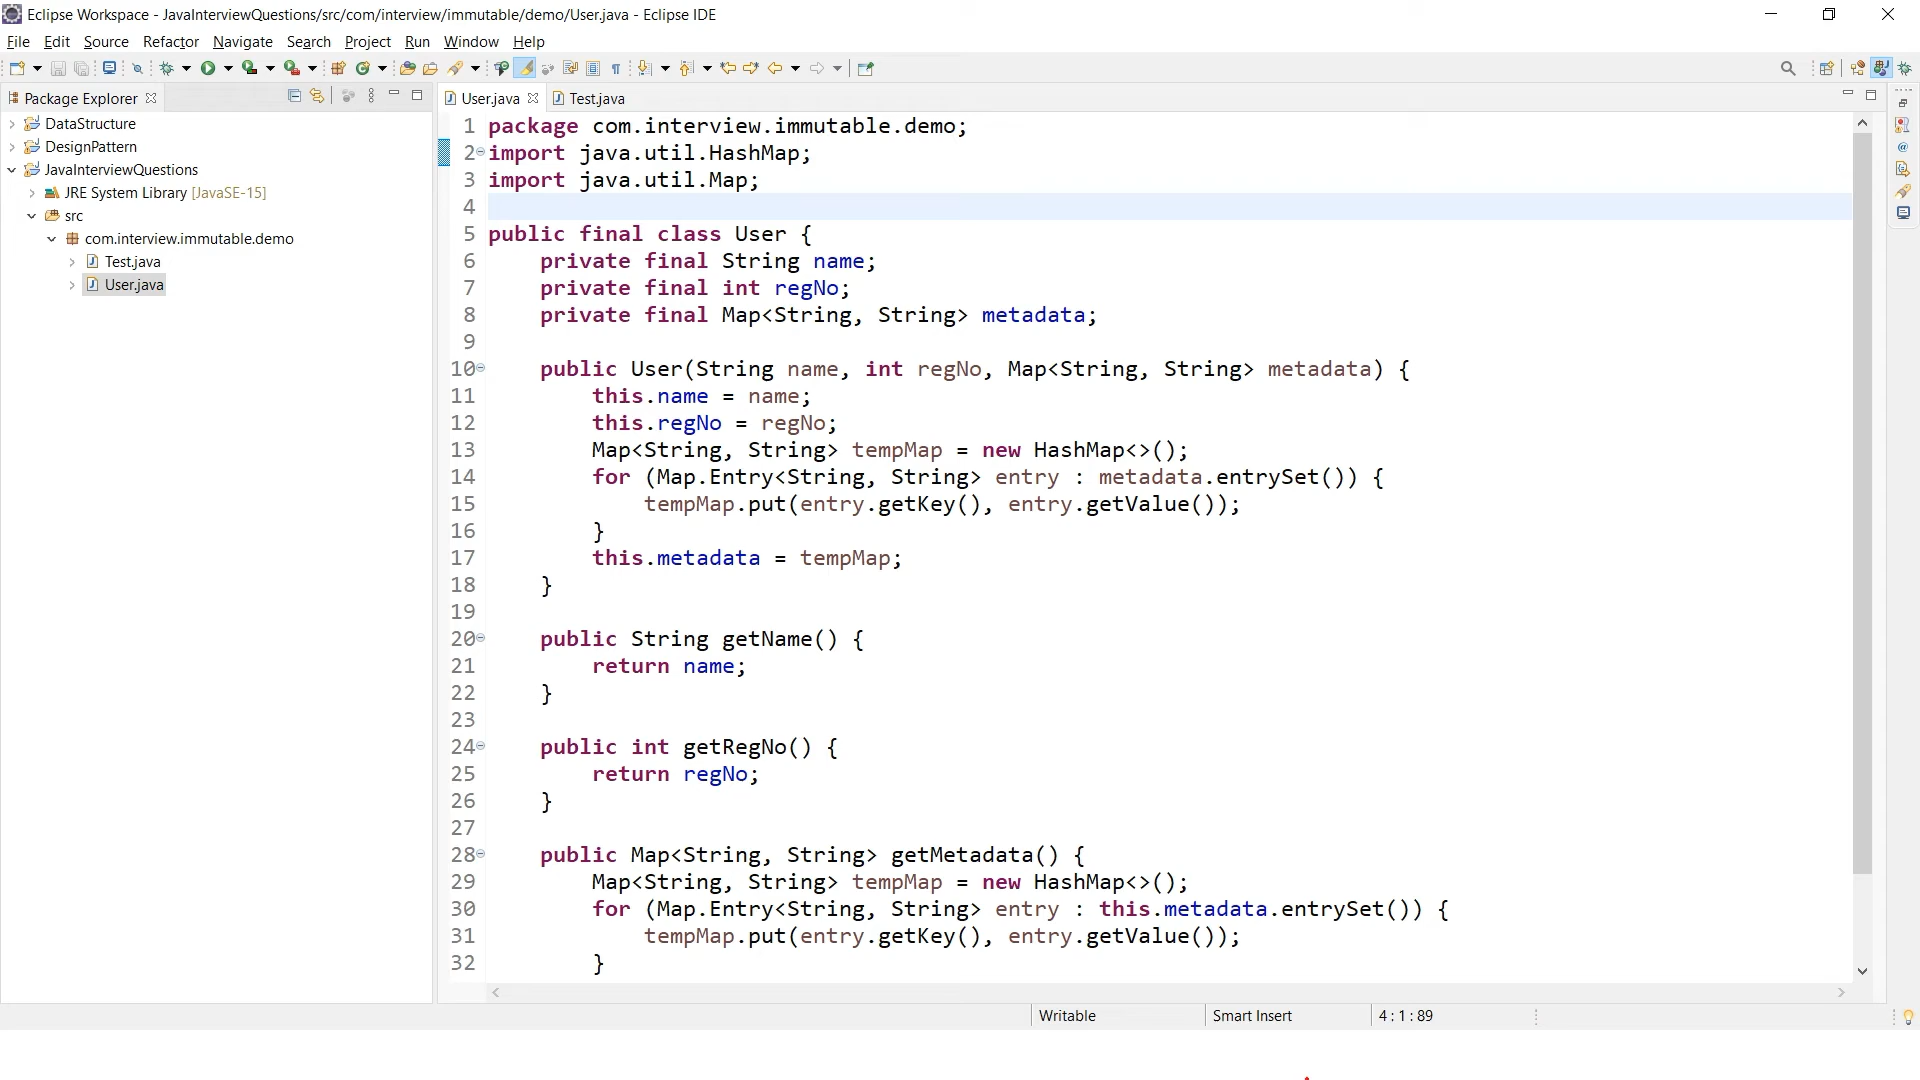 Eclipse Workspace - JavaInterviewQuestions/src/com/interview/immutable/demo/User.java - Eclipse IDE
File Edit Source Refactor Navigate Search Project Run Window Help
Package Explorer
DataStructure
DesignPattern
JavaInterviewQuestions
JRE System Library [JavaSE-15]
src
com.interview.immutable.demo
Test.java
User.java
User.java Test.java
1 package com.interview.immutable.demo;
2 import java.util.HashMap;
3 import java.util.Map;
4
5 public final class User {
6     private final String name;
7     private final int regNo;
8     private final Map<String, String> metadata;
9
10     public User(String name, int regNo, Map<String, String> metadata) {
11         this.name = name;
12         this.regNo = regNo;
13         Map<String, String> tempMap = new HashMap<>();
14         for (Map.Entry<String, String> entry : metadata.entrySet()) {
15             tempMap.put(entry.getKey(), entry.getValue());
16         }
17         this.metadata = tempMap;
18     }
19
20     public String getName() {
21         return name;
22     }
23
24     public int getRegNo() {
25         return regNo;
26     }
27
28     public Map<String, String> getMetadata() {
29         Map<String, String> tempMap = new HashMap<>();
30         for (Map.Entry<String, String> entry : this.metadata.entrySet()) {
31             tempMap.put(entry.getKey(), entry.getValue());
32         }
Writable Smart Insert 4 : 1 : 89